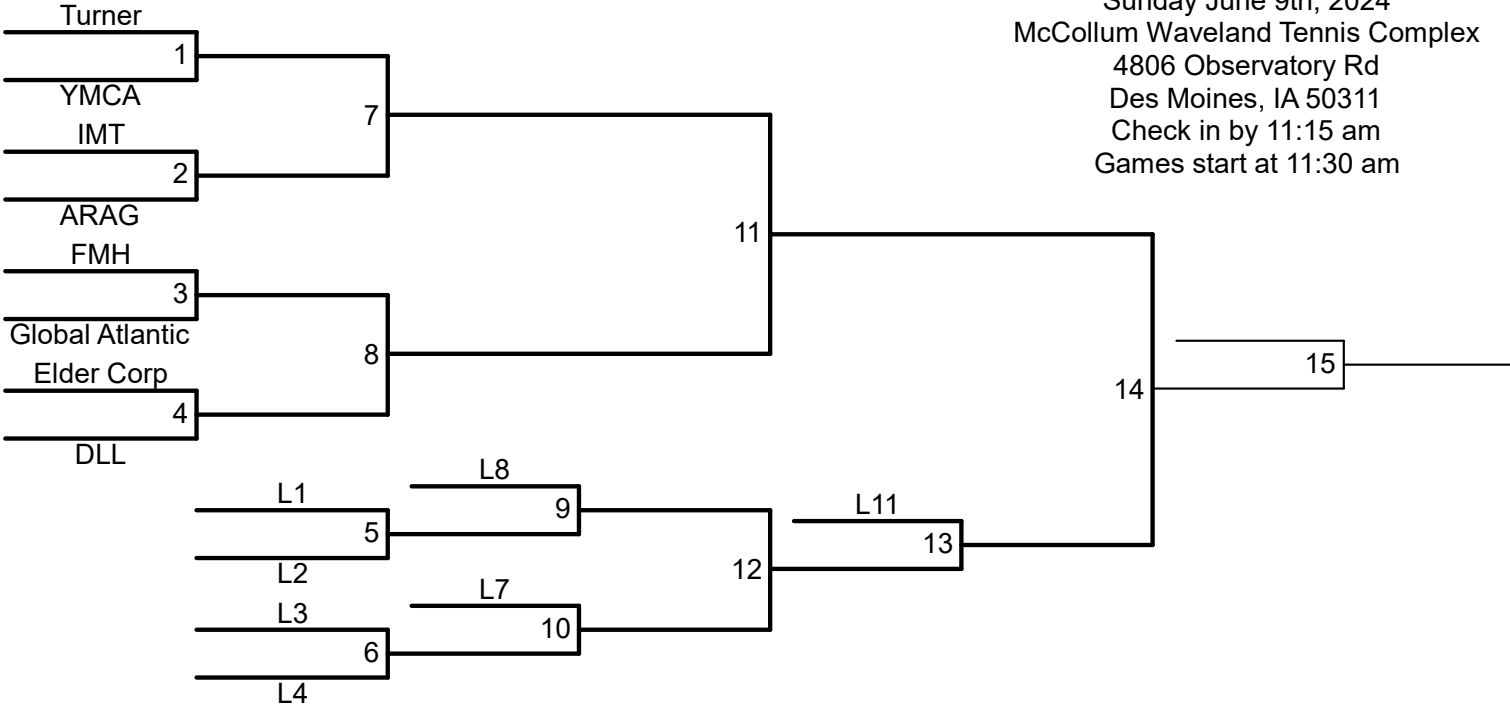 Turner
1
YMCA
IMT
2
ARAG
FMH
3
Global Atlantic
Elder Corp
4
DLL
7
8
L1
5
L2
L3
6
L4
L8
9
L7
10
11
12
L11
13
14
15
Sunday June 9th, 2024
McCollum Waveland Tennis Complex
4806 Observatory Rd
Des Moines, IA 50311
Check in by 11:15 am
Games start at 11:30 am